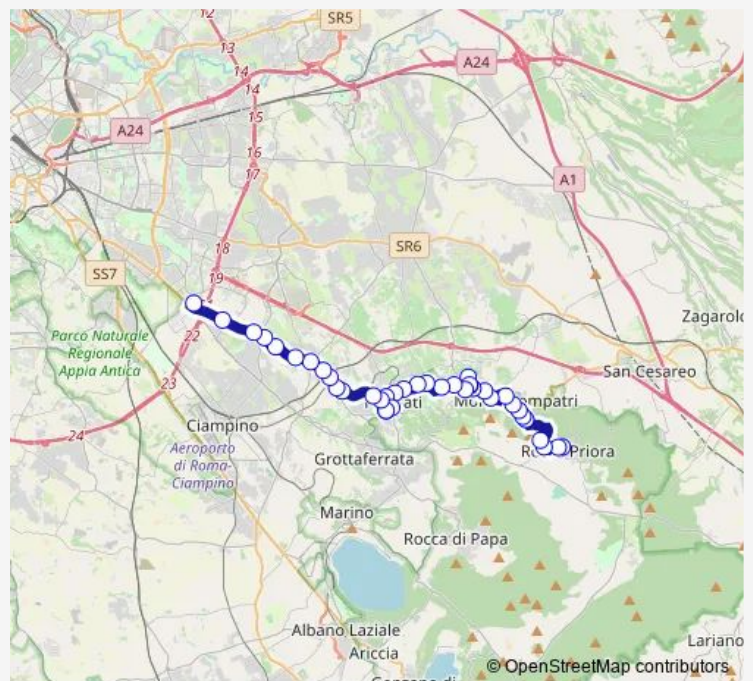 12
SR5
13
14
A24
14
15
A24
16
17
A1
18
SR6
SS7
19
Zagarolo
22
Parco Naturale
Regionale
Appia Antica
San Cesareo
23
24
Ciampino
Aeroporto
di Roma-
Ciampino
Grottaferrata
Marino
Rocca di Papa
Albano Laziale
Ariccia
Lariano
© OpenStreetMap contributors